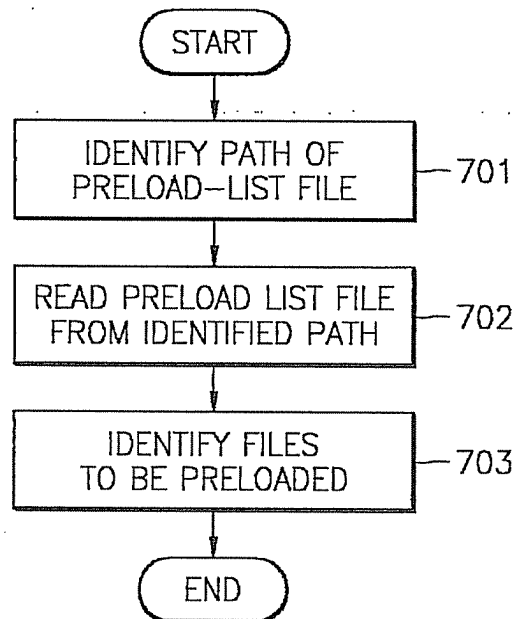 START
IDENTIFY PATH OF
PRELOAD-LIST FILE
701
READ PRELOAD LIST FILE
FROM IDENTIFIED PATH
702
IDENTIFY FILES
TO BE PRELOADED
703
END